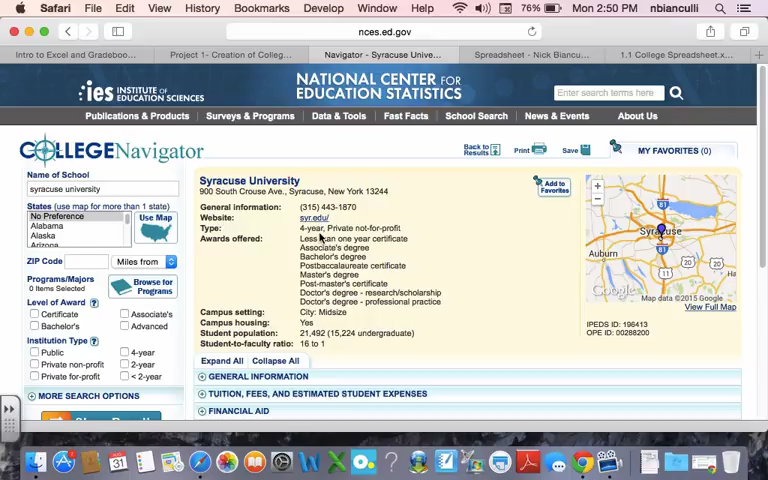 Safari File Edit View History Bookmarks Develop Window Help 76% Mon 2:50 PM nbianculli
nces.ed.gov
Intro to Excel and Gradeboo... Project 1- Creation of Colleg... Navigator - Syracuse Unive... Spreadsheet - Nick Biancu... 1.1 College Spreadsheet.x...
ies INSTITUTE OF EDUCATION SCIENCES
NATIONAL CENTER FOR
EDUCATION STATISTICS
Enter search terms here
Publications & Products Surveys & Programs Data & Tools Fast Facts School Search News & Events About Us
COLLEGE Navigator
Back to Results Print Save MY FAVORITES (0)
Name of School
syracuse university
States (use map for more than 1 state)
No Preference
Alabama
Alaska
Arizona
Use Map
ZIP Code Miles from
Programs/Majors
0 Items Selected
Browse for Programs
Level of Award ?
Certificate Associate's
Bachelor's Advanced
Institution Type ?
Public 4-year
Private non-profit 2-year
Private for-profit < 2-year
MORE SEARCH OPTIONS
Syracuse University
900 South Crouse Ave., Syracuse, New York 13244
General information: (315) 443-1870
Website: syr.edu/
Type: 4-year, Private not-for-profit
Awards offered: Less than one year certificate
Associate's degree
Bachelor's degree
Postbaccalaureate certificate
Master's degree
Post-master's certificate
Doctor's degree - research/scholarship
Doctor's degree - professional practice
Campus setting: City: Midsize
Campus housing: Yes
Student population: 21,492 (15,224 undergraduate)
Student-to-faculty ratio: 16 to 1
Add to Favorites
+
−
81
Syracuse
Auburn
20
20
11
81
Google Map data ©2015 Google
View Full Map
IPEDS ID: 196413
OPE ID: 00288200
Expand All Collapse All
GENERAL INFORMATION
TUITION, FEES, AND ESTIMATED STUDENT EXPENSES
FINANCIAL AID
31